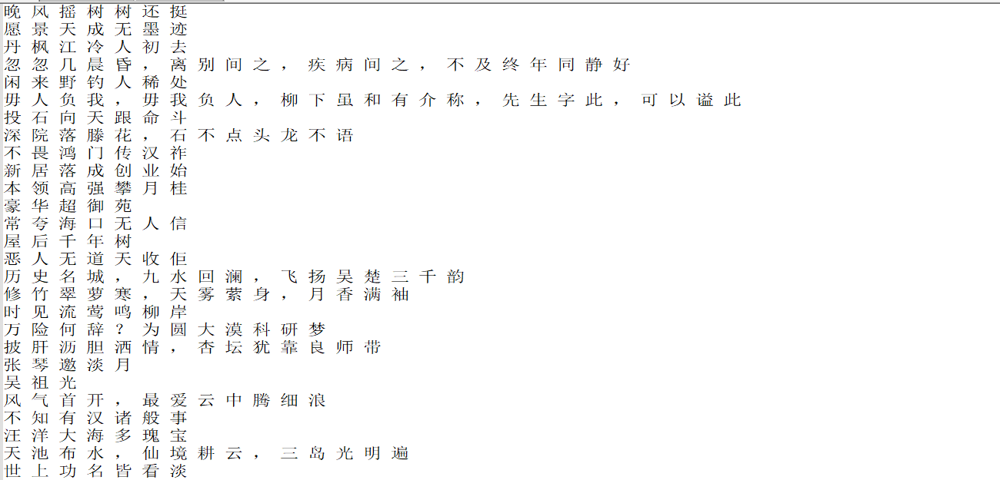 晚 风 摇 树 树 还 挺
愿 景 天 成 无 墨 迹
丹 枫 江 冷 人 初 去
忽 忽 几 晨 昏 ， 离 别 间 之 ， 疾 病 间 之 ， 不 及 终 年 同 静 好
闲 来 野 钓 人 稀 处
毋 人 负 我 ， 毋 我 负 人 ， 柳 下 虽 和 有 介 称 ， 先 生 字 此 ， 可 以 谥 此
投 石 向 天 跟 命 斗
深 院 落 滕 花 ， 石 不 点 头 龙 不 语
不 畏 鸿 门 传 汉 祚
新 居 落 成 创 业 始
本 领 高 强 攀 月 桂
豪 华 超 御 苑
常 夸 海 口 无 人 信
屋 后 千 年 树
恶 人 无 道 天 收 佢
历 史 名 城 ， 九 水 回 澜 ， 飞 扬 吴 楚 三 千 韵
修 竹 翠 萝 寒 ， 天 雾 萦 身 ， 月 香 满 袖
时 见 流 莺 鸣 柳 岸
万 险 何 辞 ？ 为 圆 大 漠 科 研 梦
披 肝 沥 胆 洒 情 ， 杏 坛 犹 靠 良 师 带
张 琴 邀 淡 月
吴 祖 光
风 气 首 开 ， 最 爱 云 中 腾 细 浪
不 知 有 汉 诸 般 事
汪 洋 大 海 多 瑰 宝
天 池 布 水 ， 仙 境 耕 云 ， 三 岛 光 明 遍
世 上 功 名 皆 看 淡